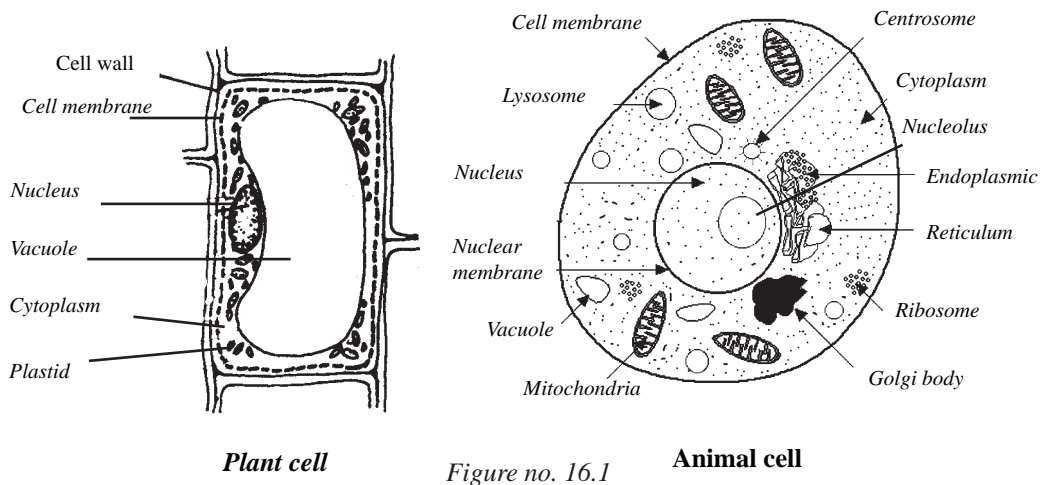 Cell wall
Cell membrane
Nucleus
Vacuole
Cytoplasm
Plastid
Plant cell
Cell membrane
Lysosome
Nucleus
Nuclear
membrane
Vacuole
Mitochondria
Centrosome
Cytoplasm
Nucleolus
Endoplasmic
Reticulum
Ribosome
Golgi body
Animal cell
Figure no. 16.1